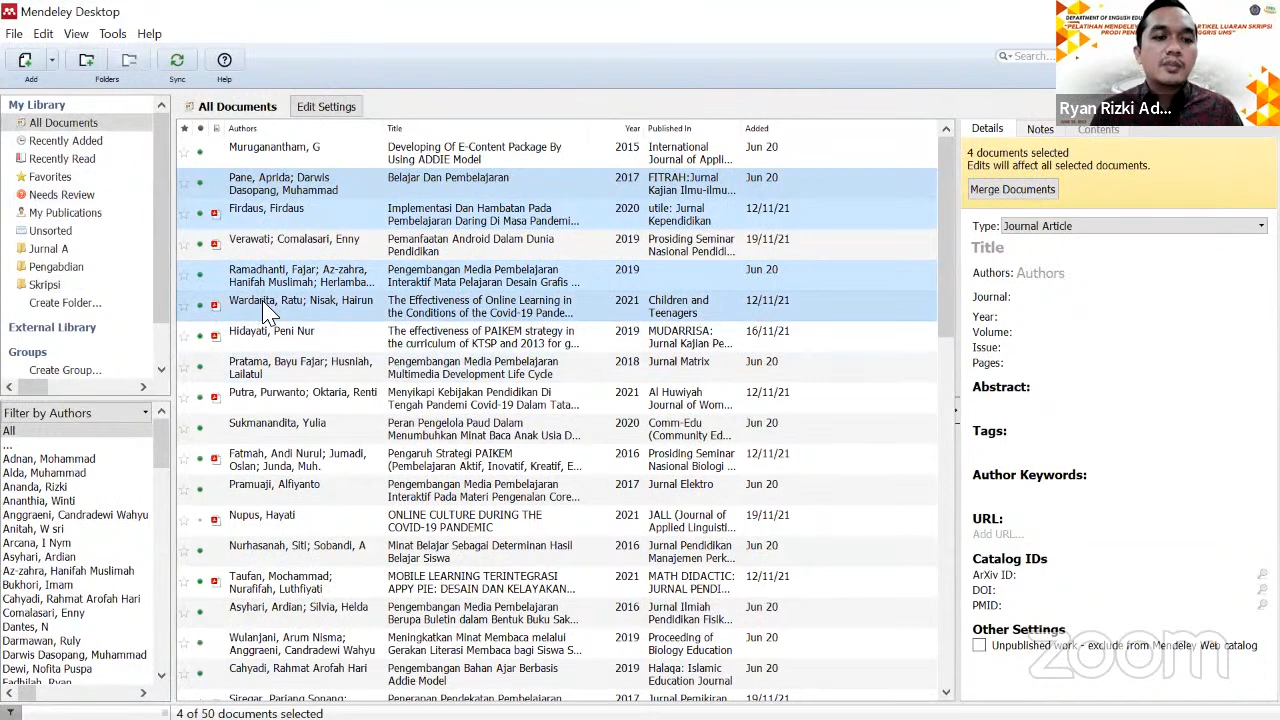 Mendeley Desktop
File Edit View Tools Help
Add
Folders
Sync
Help
Search...
DEPARTMENT OF ENGLISH EDU
Ryan Rizki Ad...
My Library
All Documents
Recently Added
Recently Read
Favorites
Needs Review
My Publications
Unsorted
Journal A
Pengabdian
Skripsi
Create Folder...
External Library
Groups
Create Group...
Filter by Authors
All
...
Adnan, Mohammad
Alda, Muhammad
Ananda, Rizki
Ananthia, Winti
Anggraeni, Candradewi Wahyu
Anitah, W sri
Arcana, I Nym
Asyhari, Ardian
Az-zahra, Hanifah Muslimah
Bukhori, Imam
Cahyadi, Rahmat Arofah Hari
Comalasari, Enny
Dantes, N
Darmawan, Ruly
Darwis Dasopang, Muhammad
Dewi, Nofita Puspa
Fadhilah, Eri
All Documents Edit Settings
Authors Title Year Published In Added
Muruganantham, G Developing Of E-Content Package By 2015 International Jun 20
Using ADDIE Model Journal of Appli...
Pane, Aprida; Darwis Belajar Dan Pembelajaran 2017 FITRAH:Jurnal Jun 20
Dasopang, Muhammad Kajian Ilmu-ilmu...
Firdaus, Firdaus Implementasi Dan Hambatan Pada 2020 utile: Jurnal 12/11/21
Pembelajaran Daring Di Masa Pandemi... Kependidikan
Verawati; Comalasari, Enny Pemanfaatan Android Dalam Dunia 2019 Prosiding Seminar 19/11/21
Pendidikan Nasional Pendidi...
Ramadhanti, Fajar; Az-zahra, Pengembangan Media Pembelajaran 2019 Jun 20
Hanifah Muslimah; Herlamba... Interaktif Mata Pelajaran Desain Grafis ...
Wardarita, Ratu; Nisak, Hairun The Effectiveness of Online Learning in 2021 Children and 12/11/21
the Conditions of the Covid-19 Pande... Teenagers
Hidayati, Peni Nur The effectiveness of PAIKEM strategy in 2019 MUDARRISA: 16/11/21
the curriculum of KTSP and 2013 for g... Jurnal Kajian Pe...
Pratama, Bayu Fajar; Husniah, Pengembangan Media Pembelajaran 2018 Jurnal Matrix Jun 20
Lailatul Multimedia Development Life Cycle
Putra, Purwanto; Oktaria, Renti Menyikapi Kebijakan Pendidikan Di 2021 Al Huwiyah 12/11/21
Tengah Pandemi Covid-19 Dalam Tata... Journal of Wom...
Sukmanandita, Yulia Peran Pengelola Paud Dalam 2020 Comm-Edu Jun 20
Menumbuhkan Minat Baca Anak Usia D... (Community Ed...
Fatmah, Andi Nurul; Jumadi, Pengaruh Strategi PAIKEM 2016 Prosiding Seminar 12/11/21
Oslan; Junda, Muh. (Pembelajaran Aktif, Inovatif, Kreatif, E... Nasional Biologi ...
Pramuaji, Alfiyanto Pengembangan Media Pembelajaran 2017 Jurnal Elektro Jun 20
Interaktif Pada Materi Pengenalan Core...
Nupus, Hayati ONLINE CULTURE DURING THE 2021 JALL (Journal of 19/11/21
COVID-19 PANDEMIC Applied Linguisti...
Nurhasanah, Siti; Sobandi, A Minat Belajar Sebagai Determinan Hasil 2016 Jurnal Pendidikan Jun 20
Belajar Siswa Manajemen Perk...
Taufan, Mochammad; MOBILE LEARNING TERINTEGRASI 2021 MATH DIDACTIC: 12/11/21
Nurafifah, Luthiyati APPY PIE: DESAIN DAN KELAYAKAN... JURNAL PENDI...
Asyhari, Ardian; Silvia, Helda Pengembangan Media Pembelajaran 2016 Jurnal Ilmiah Jun 20
Berupa Buletin dalam Bentuk Buku Sak... Pendidikan Fisik...
Wulanjani, Arum Nisma; Meningkatkan Minat Membaca melalui 2019 Proceeding of Jun 20
Anggraeni, Candradewi Wahyu Gerakan Literasi Membaca bagi Siswa S... Biology Education
Cahyadi, Rahmat Arofah Hari Pengembangan Bahan Ajar Berbasis 2019 Halaqa: Islamic Jun 20
Addie Model Education Journal
Siregar, Pariang Sonang; Penerapan Pendekatan Pembelajaran 2017 Jurnal Pemikiran 19/11/21
4 of 50 documents selected
Details Notes Contents
4 documents selected
Edits will affect all selected documents.
Merge Documents
Type: Journal Article
Title
Authors: Authors
Journal:
Year:
Volume:
Issue:
Pages:
Abstract:
Tags:
Author Keywords:
URL:
Add URL...
Catalog IDs
ArXiv ID:
DOI:
PMID:
Other Settings
Unpublished work - exclude from Mendeley Web catalog
zoom